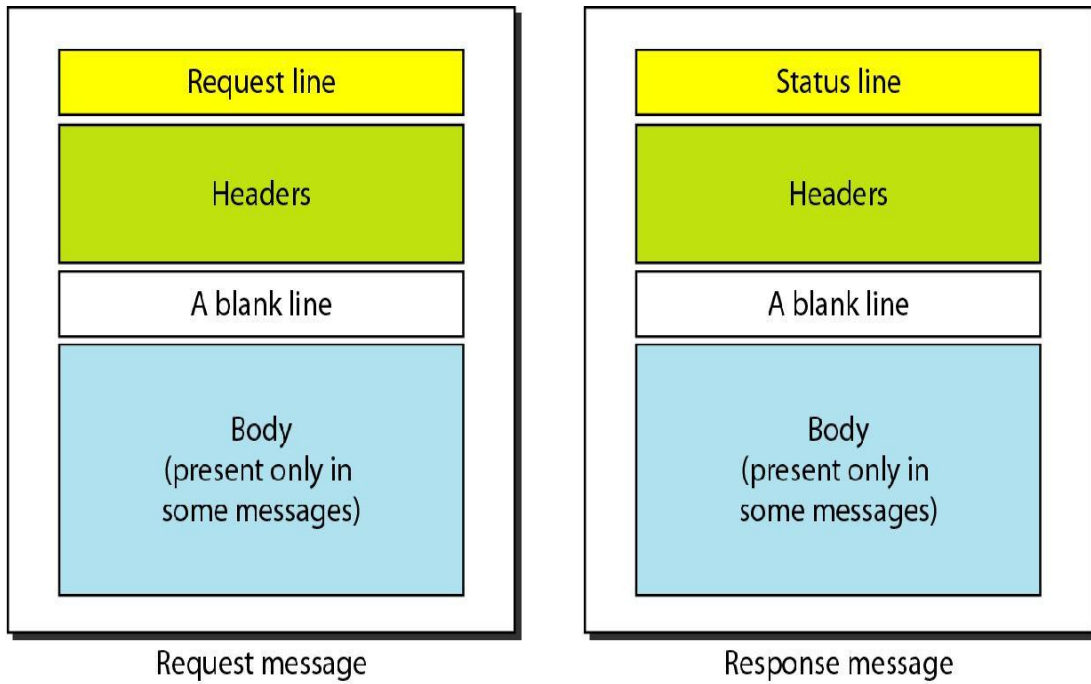 Request line
Headers
A blank line
Body
(present only in
some messages)
Request message
Status line
Headers
A blank line
Body
(present only in
some messages)
Response message